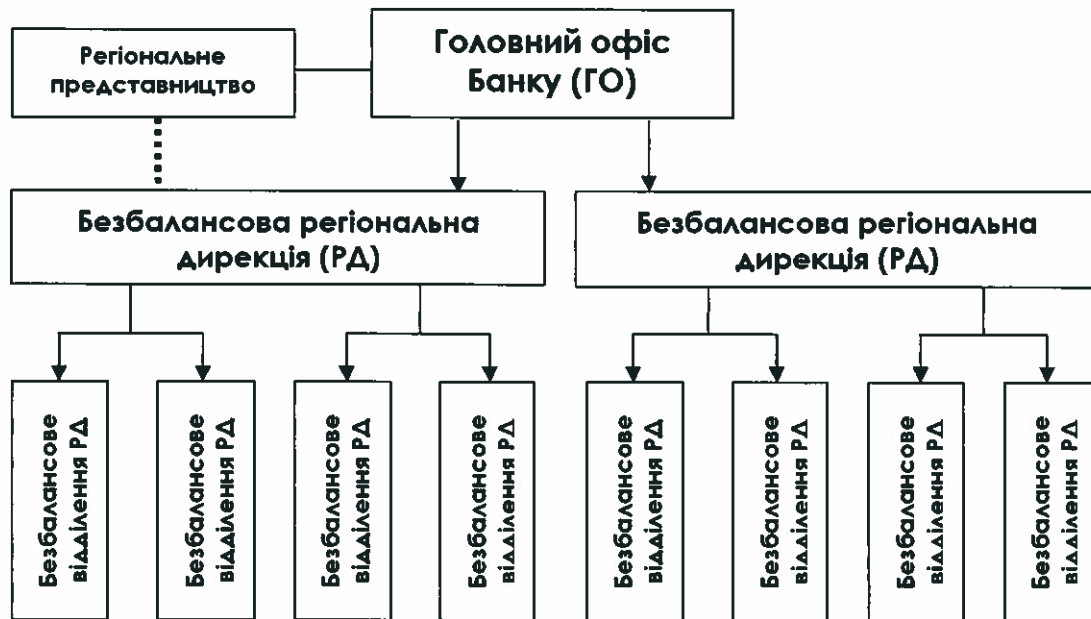 Регіональне
представництво
Головний офіс
Банку (ГО)
Безбалансова регіональна
дирекція (РД)
Безбалансова регіональна
дирекція (РД)
Безбалансове
відділення РД
Безбалансове
відділення РД
Безбалансове
відділення РД
Безбалансове
відділення РД
Безбалансове
відділення РД
Безбалансове
відділення РД
Безбалансове
відділення РД
Безбалансове
відділення РД